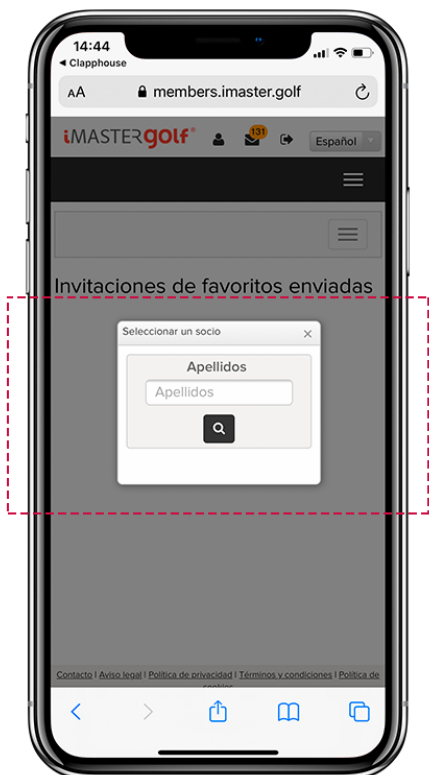 14:44
◀ Clapphouse
AA members.imaster.golf
iMASTERgolf® 131 Español
Invitaciones de favoritos enviadas
Seleccionar un socio ×
Apellidos
Apellidos
Contacto | Aviso legal | Política de privacidad | Términos y condiciones | Política de
cookies